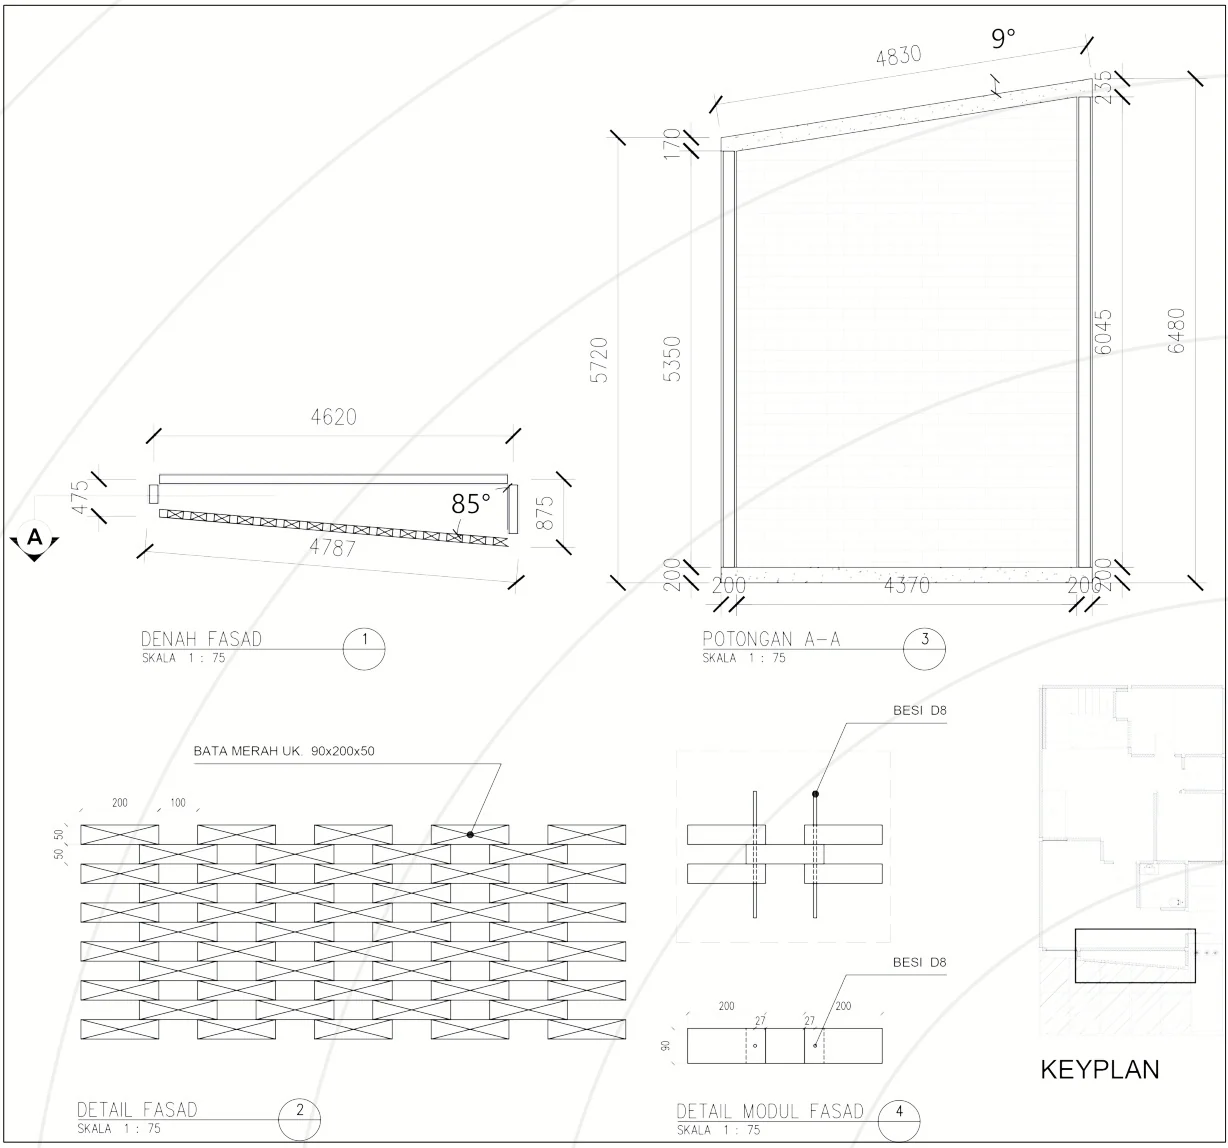 4620
475
85°
875
A
4787
DENAH FASAD
1
SKALA 1 : 75
4830
9°
235
170
5720
5350
6045
6480
200
200
4370
200
200
POTONGAN A-A
3
SKALA 1 : 75
BATA MERAH UK. 90x200x50
200
100
50
50
DETAIL FASAD
2
SKALA 1 : 75
BESI D8
BESI D8
200
27
27
200
90
DETAIL MODUL FASAD
4
SKALA 1 : 75
KEYPLAN